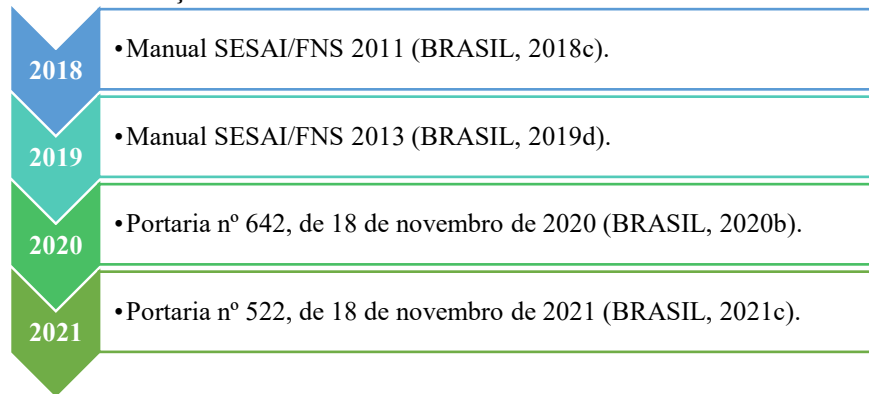 2018
•Manual SESAI/FNS 2011 (BRASIL, 2018c).
2019
•Manual SESAI/FNS 2013 (BRASIL, 2019d).
2020
•Portaria nº 642, de 18 de novembro de 2020 (BRASIL, 2020b).
2021
•Portaria nº 522, de 18 de novembro de 2021 (BRASIL, 2021c).